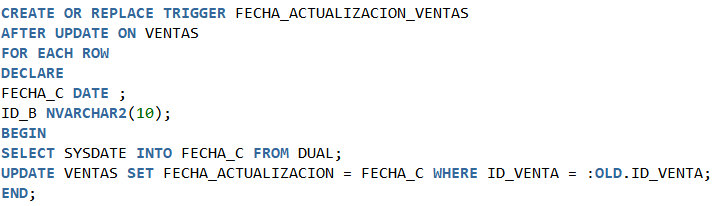 CREATE OR REPLACE TRIGGER FECHA_ACTUALIZACION_VENTAS
AFTER UPDATE ON VENTAS
FOR EACH ROW
DECLARE
FECHA_C DATE ;
ID_B NVARCHAR2(10);
BEGIN
SELECT SYSDATE INTO FECHA_C FROM DUAL;
UPDATE VENTAS SET FECHA_ACTUALIZACION = FECHA_C WHERE ID_VENTA = :OLD.ID_VENTA;
END;